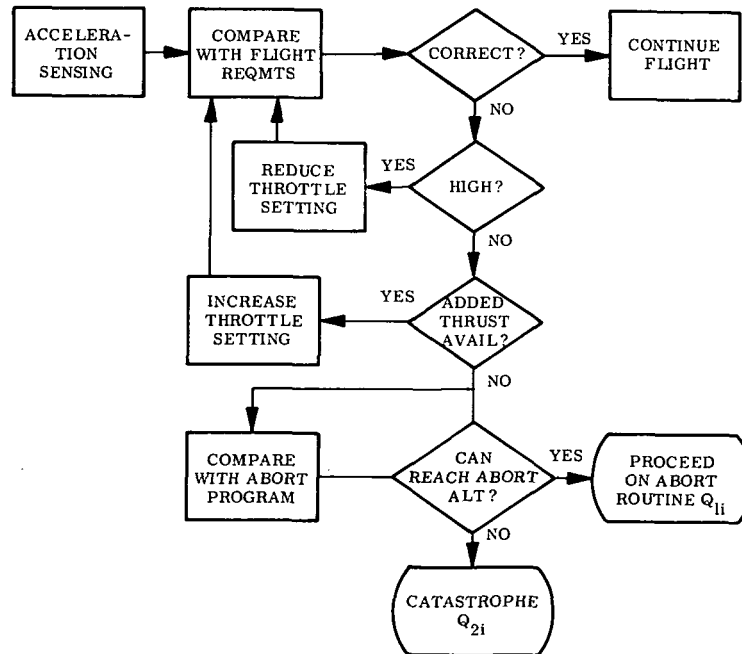 ACCELERA-
TION
SENSING
COMPARE
WITH FLIGHT
REQMTS
CORRECT?
YES
CONTINUE
FLIGHT
NO
REDUCE
THROTTLE
SETTING
YES
HIGH?
NO
INCREASE
THROTTLE
SETTING
YES
ADDED
THRUST
AVAIL?
NO
COMPARE
WITH ABORT
PROGRAM
CAN
REACH ABORT
ALT?
YES
PROCEED
ON ABORT
ROUTINE Q1i
NO
CATASTROPHE
Q2i